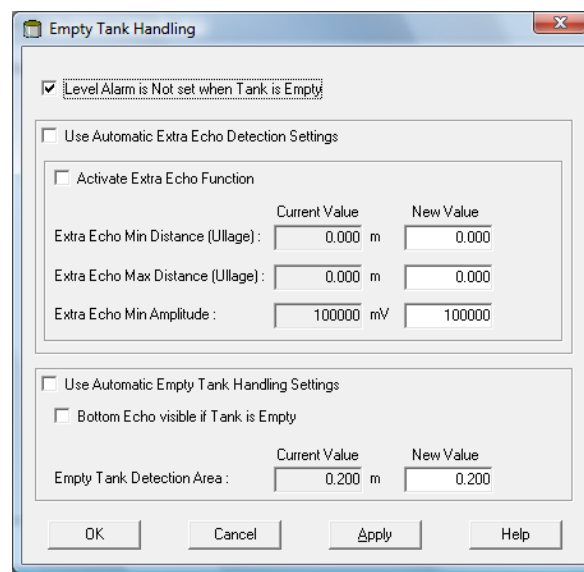 Empty Tank Handling
Level Alarm is Not set when Tank is Empty
Use Automatic Extra Echo Detection Settings
Activate Extra Echo Function
Current Value New Value
Extra Echo Min Distance (Ullage) : 0.000 m 0.000
Extra Echo Max Distance (Ullage) : 0.000 m 0.000
Extra Echo Min Amplitude : 100000 mV 100000
Use Automatic Empty Tank Handling Settings
Bottom Echo visible if Tank is Empty
Current Value New Value
Empty Tank Detection Area : 0.200 m 0.200
OK Cancel Apply Help